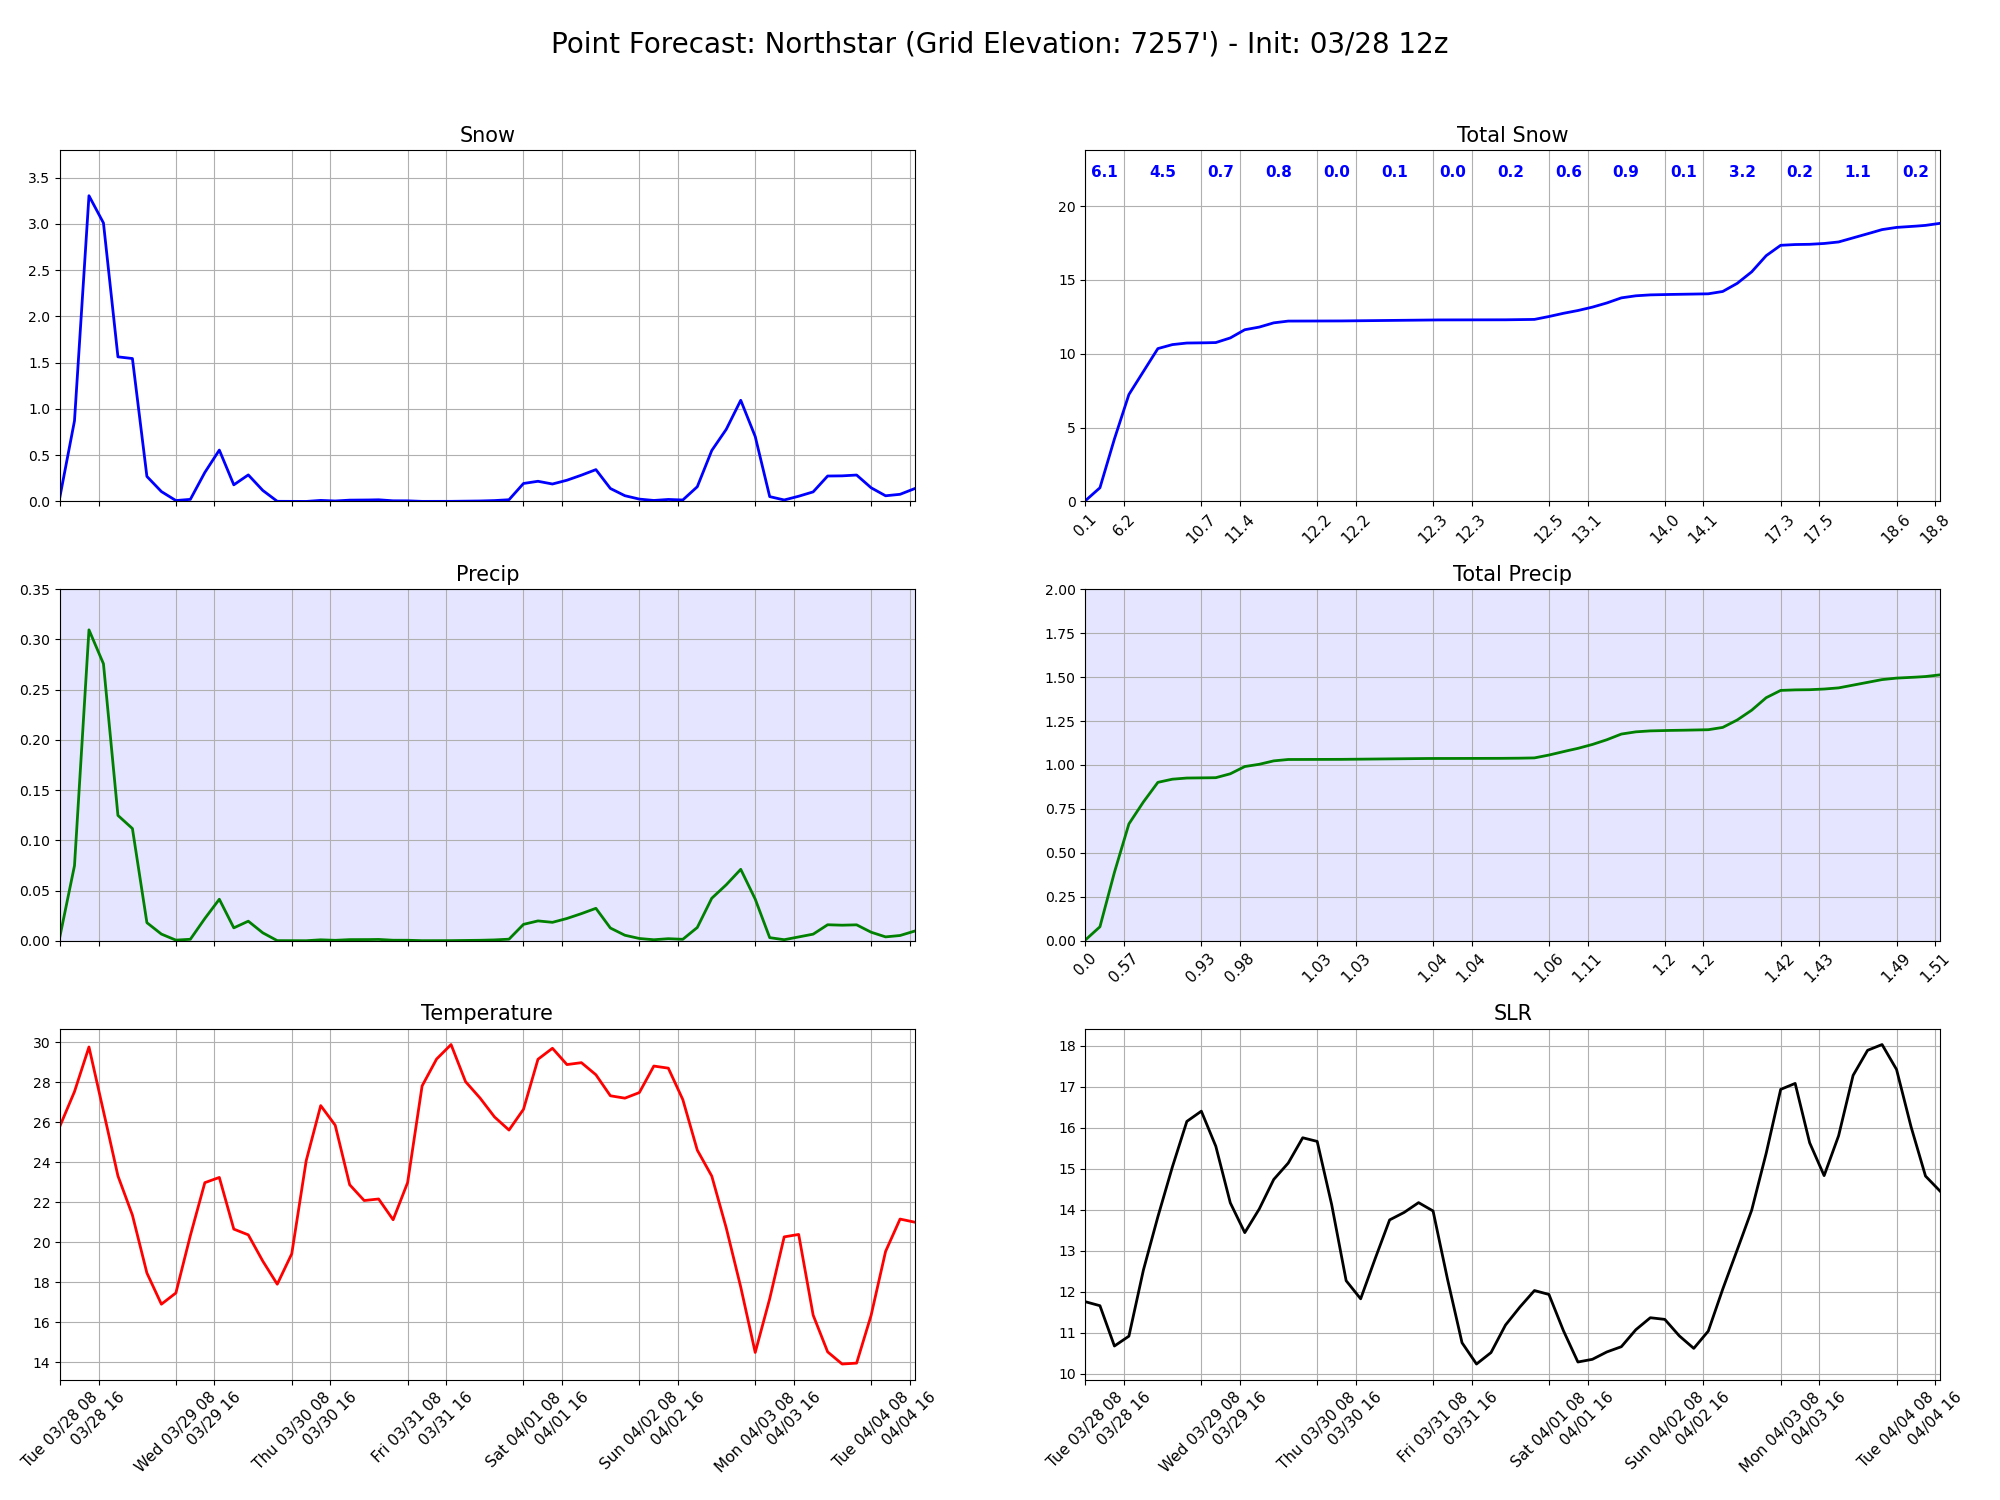 Point Forecast: Northstar (Grid Elevation: 7257') - Init: 03/28 12z
Snow
3.5
3.0
2.5
2.0
1.5
1.0
0.5
0.0
Total Snow
6.1 4.5 0.7 0.8 0.0 0.1 0.0 0.2 0.6 0.9 0.1 3.2 0.2 1.1 0.2
20
15
10
5
0
0.1 6.2 10.7 11.4 12.2 12.2 12.3 12.3 12.5 13.1 14.0 14.1 17.3 17.5 18.6 18.8
Precip
0.35
0.30
0.25
0.20
0.15
0.10
0.05
0.00
Total Precip
2.00
1.75
1.50
1.25
1.00
0.75
0.50
0.25
0.00
0.0 0.57 0.93 0.98 1.03 1.03 1.04 1.04 1.06 1.11 1.2 1.2 1.42 1.43 1.49 1.51
Temperature
30
28
26
24
22
20
18
16
14
Tue 03/28 08
03/28 16
Wed 03/29 08
03/29 16
Thu 03/30 08
03/30 16
Fri 03/31 08
03/31 16
Sat 04/01 08
04/01 16
Sun 04/02 08
04/02 16
Mon 04/03 08
04/03 16
Tue 04/04 08
04/04 16
SLR
18
17
16
15
14
13
12
11
10
Tue 03/28 08
03/28 16
Wed 03/29 08
03/29 16
Thu 03/30 08
03/30 16
Fri 03/31 08
03/31 16
Sat 04/01 08
04/01 16
Sun 04/02 08
04/02 16
Mon 04/03 08
04/03 16
Tue 04/04 08
04/04 16